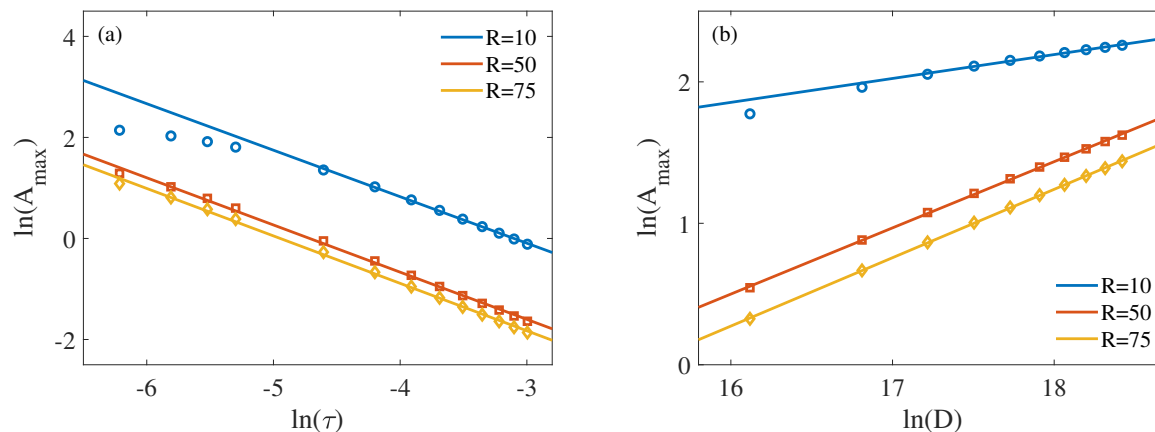 (a)
R=10
R=50
R=75
4
2
0
-2
-6
-5
-4
-3
ln(τ)
ln(A_max)
(b)
R=10
R=50
R=75
2
1
0
16
17
18
ln(D)
ln(A_max)